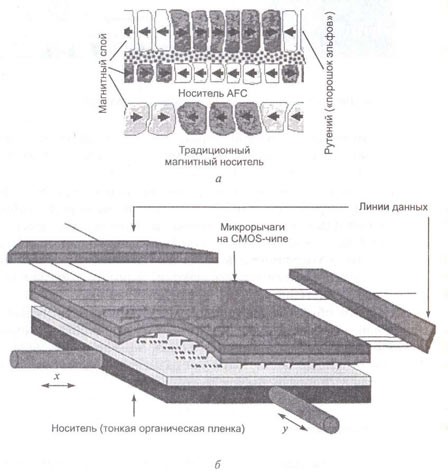 Магнитный слой
Носитель AFC
Рутений («порошок эльфов»)
Традиционный
магнитный носитель
а
Линии данных
Микрорычаги
на CMOS-чипе
x
y
Носитель (тонкая органическая пленка)
б